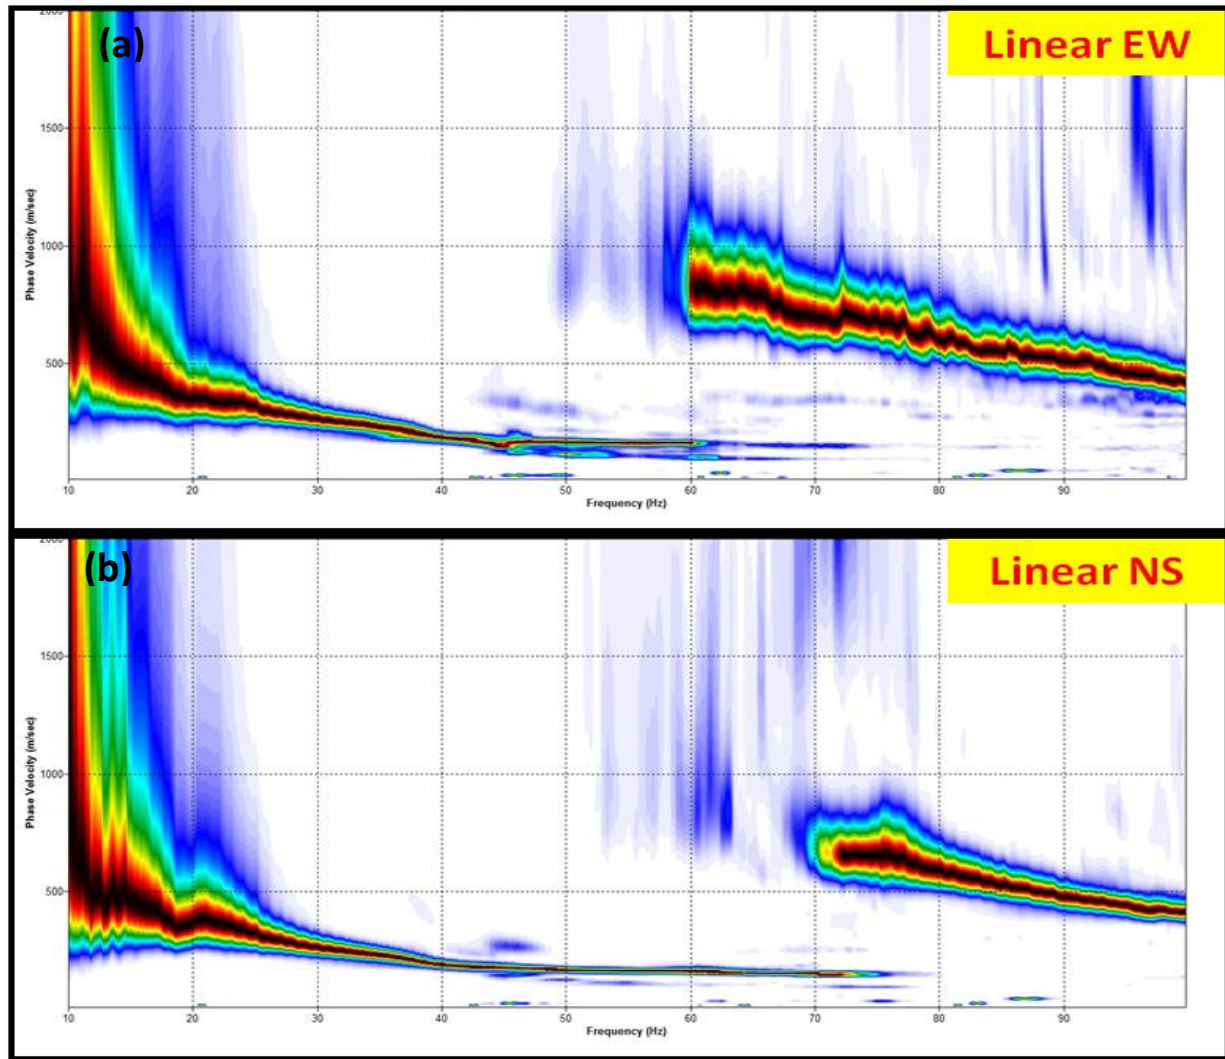 (a)
Linear EW
2000
1500
1000
500
Phase Velocity (m/sec)
10 20 30 40 50 60 70 80 90
Frequency (Hz)
(b)
Linear NS
2000
1500
1000
500
Phase Velocity (m/sec)
10 20 30 40 50 60 70 80 90
Frequency (Hz)